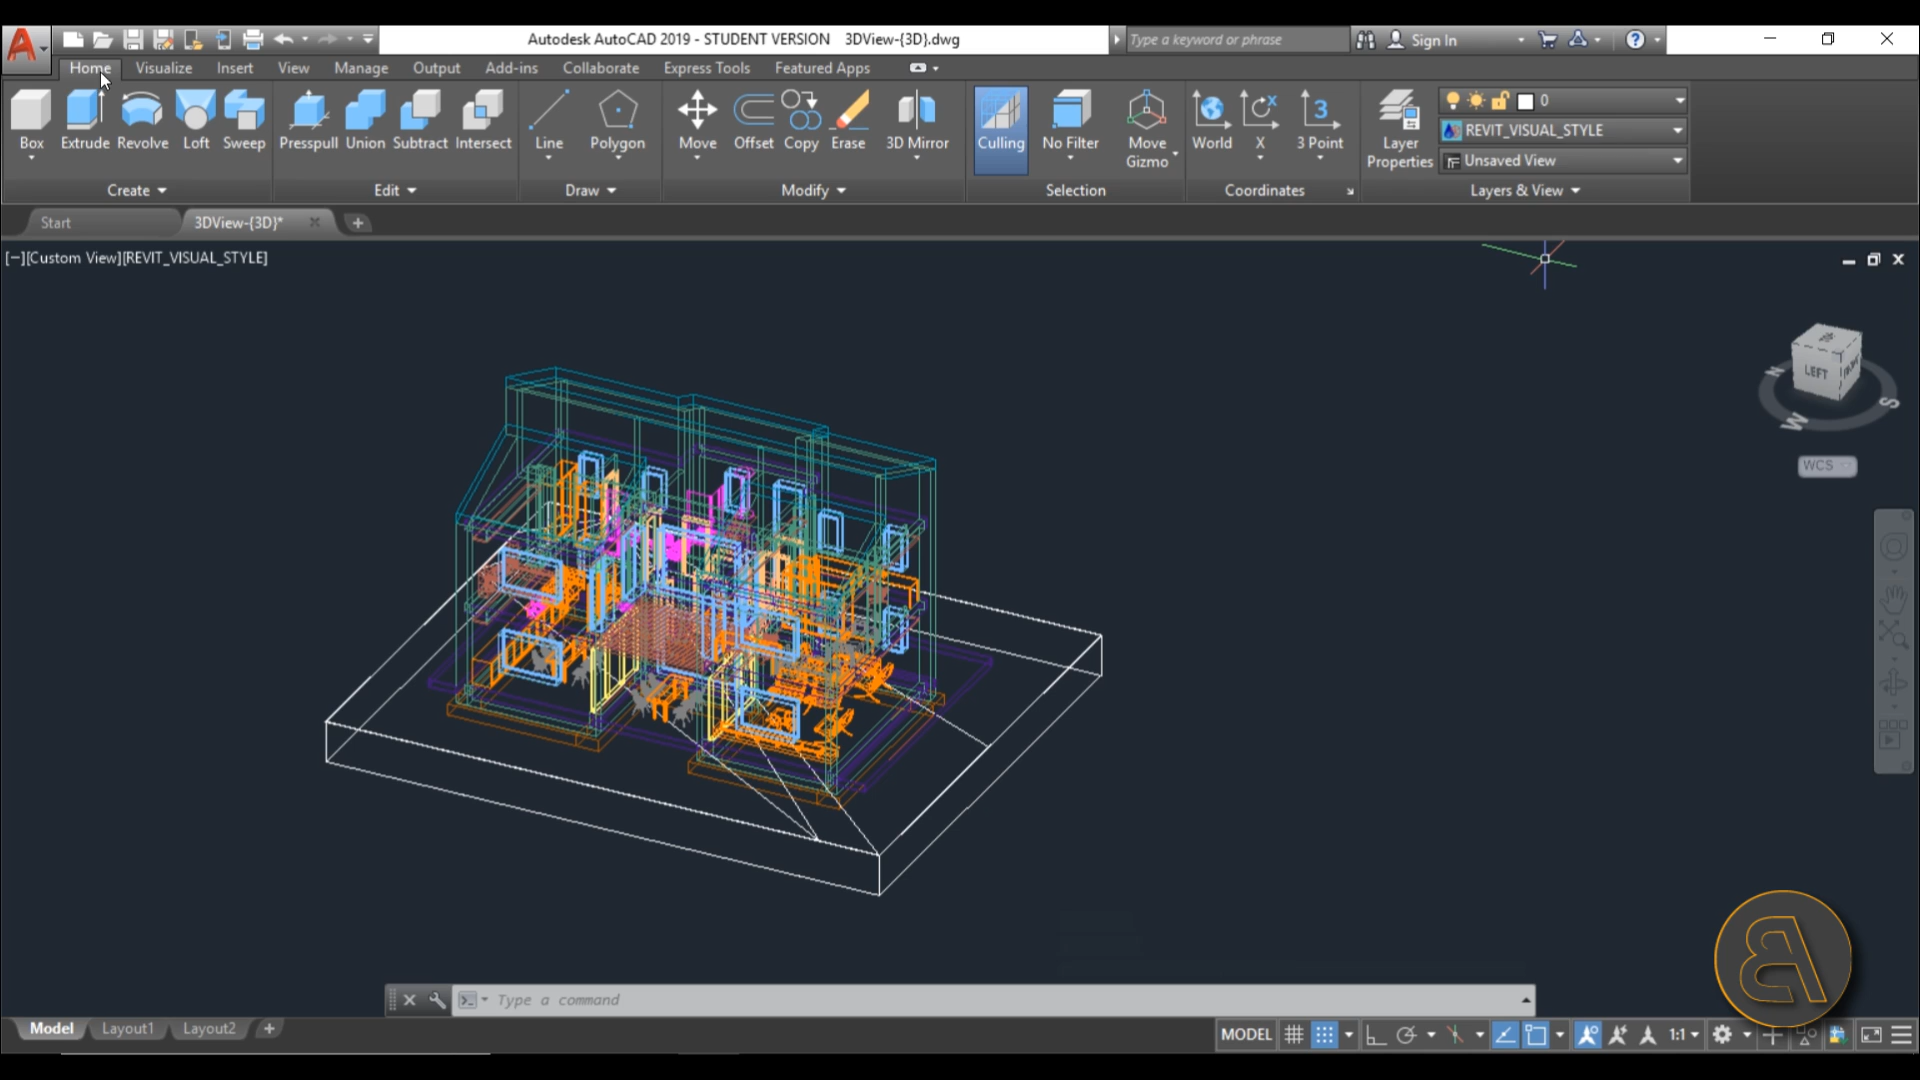 Autodesk AutoCAD 2019 - STUDENT VERSION 3DView-{3D}.dwg
Type a keyword or phrase
Sign In
Home Visualize Insert View Manage Output Add-ins Collaborate Express Tools Featured Apps
Box Extrude Revolve Loft Sweep Presspull Union Subtract Intersect Line Polygon Move Offset Copy Erase 3D Mirror Culling No Filter Move Gizmo World X 3 Point Layer Properties
0
REVIT_VISUAL_STYLE
Unsaved View
Create Edit Draw Modify Selection Coordinates Layers & View
Start 3DView-{3D}*
[−][Custom View][REVIT_VISUAL_STYLE]
LEFT
N
S
W
WCS
Type a command
Model Layout1 Layout2
MODEL 1:1